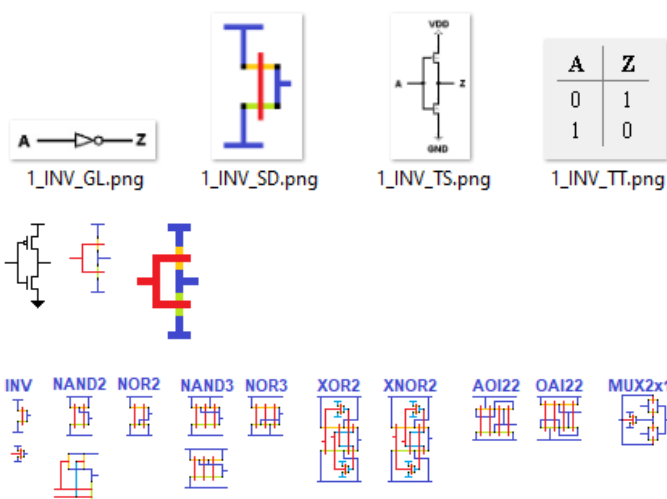 VDD
A Z
GND
A Z
0 1
1 0
A Z
1_INV_GL.png 1_INV_SD.png 1_INV_TS.png 1_INV_TT.png
INV NAND2 NOR2 NAND3 NOR3 XOR2 XNOR2 AOI22 OAI22 MUX2x1